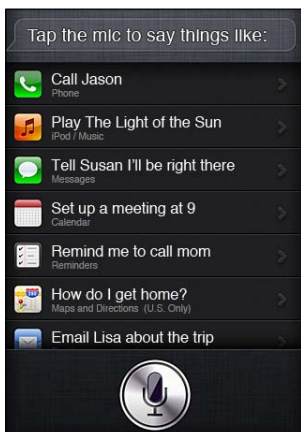 Tap the mic to say things like:
Call Jason
Phone
Play The Light of the Sun
iPod / Music
Tell Susan I'll be right there
Messages
Set up a meeting at 9
Calendar
Remind me to call mom
Reminders
How do I get home?
Maps and Directions (U.S. Only)
Email Lisa about the trip